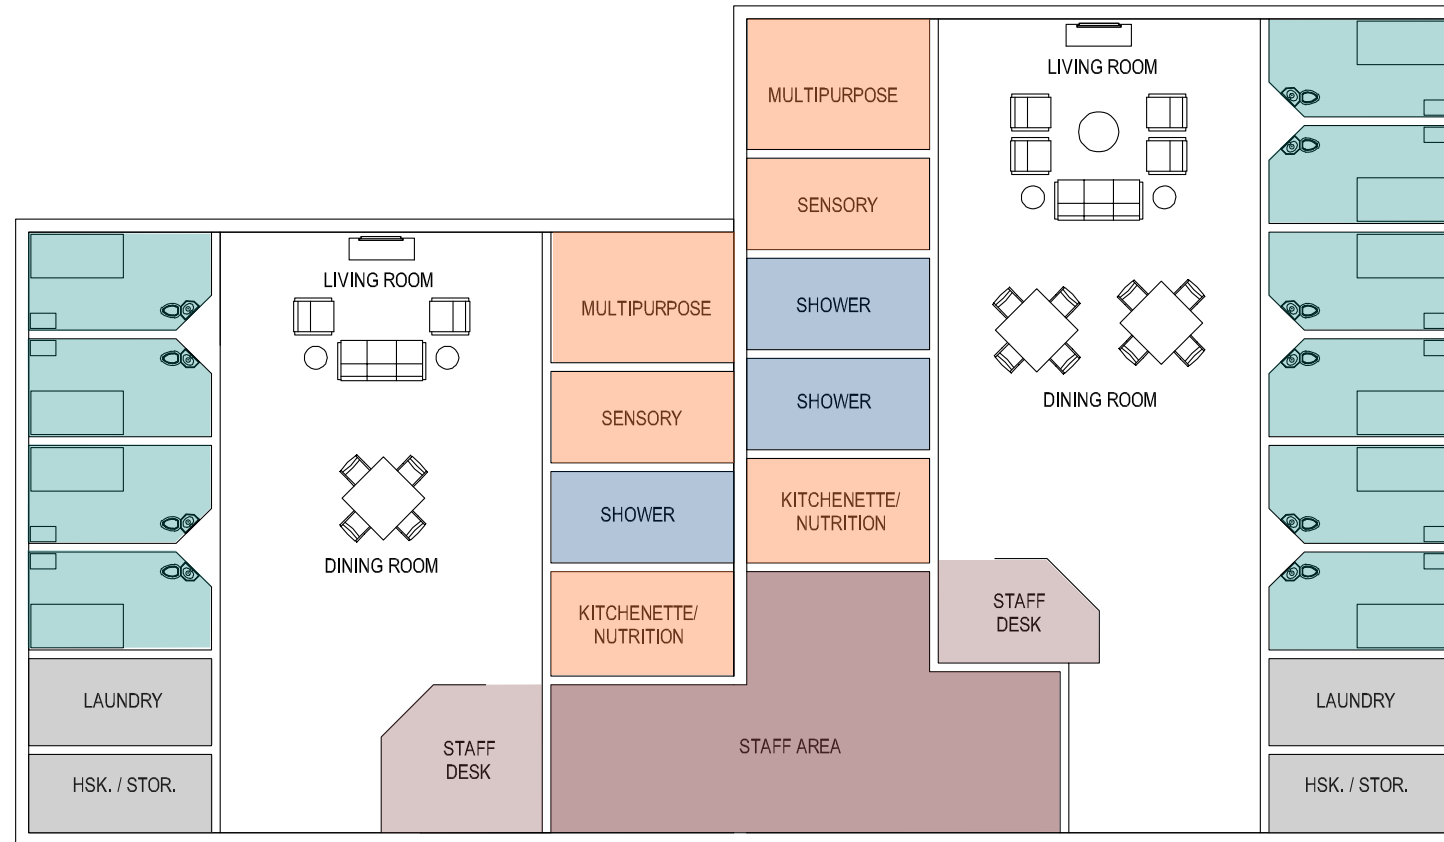 LIVING ROOM
MULTIPURPOSE
SENSORY
SHOWER
SHOWER
DINING ROOM
KITCHENETTE/
NUTRITION
STAFF
DESK
LAUNDRY
HSK. / STOR.
LIVING ROOM
MULTIPURPOSE
SENSORY
SHOWER
DINING ROOM
KITCHENETTE/
NUTRITION
LAUNDRY
STAFF
DESK
STAFF AREA
HSK. / STOR.